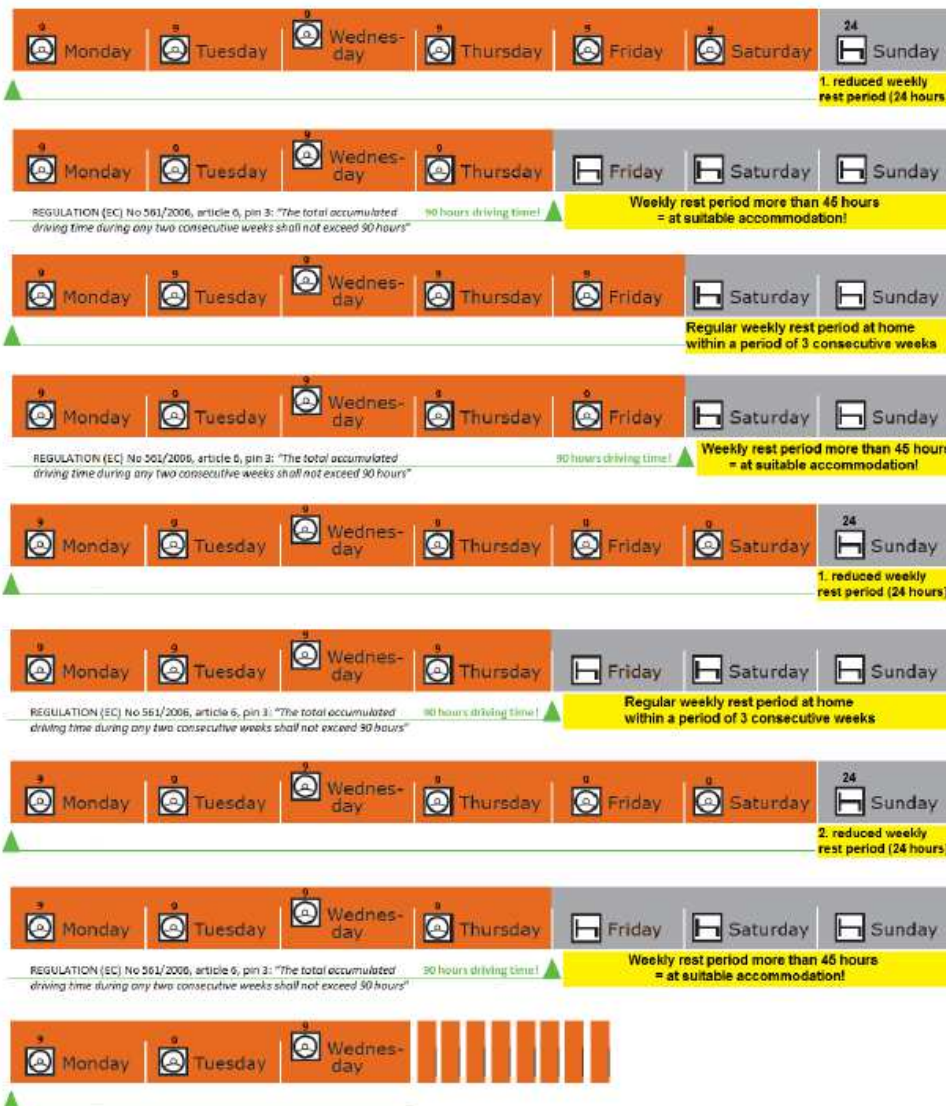 9 9 9 9 9 9 24
Monday Tuesday Wednes- Thursday Friday Saturday Sunday
day
1. reduced weekly
rest period (24 hours)
9 9 9 9
Monday Tuesday Wednes- Thursday Friday Saturday Sunday
day
REGULATION (EC) No 561/2006, article 6, pin 3: "The total accumulated 90 hours driving time! Weekly rest period more than 45 hours
driving time during any two consecutive weeks shall not exceed 90 hours" = at suitable accommodation!
9 9 9 9 9
Monday Tuesday Wednes- Thursday Friday Saturday Sunday
day
Regular weekly rest period at home
within a period of 3 consecutive weeks
9 9 9 9 9
Monday Tuesday Wednes- Thursday Friday Saturday Sunday
day
REGULATION (EC) No 561/2006, article 6, pin 3: "The total accumulated 90 hours driving time! Weekly rest period more than 45 hours
driving time during any two consecutive weeks shall not exceed 90 hours" = at suitable accommodation!
9 9 9 9 9 9 24
Monday Tuesday Wednes- Thursday Friday Saturday Sunday
day
1. reduced weekly
rest period (24 hours)
9 9 9 9
Monday Tuesday Wednes- Thursday Friday Saturday Sunday
day
REGULATION (EC) No 561/2006, article 6, pin 3: "The total accumulated 90 hours driving time! Regular weekly rest period at home
driving time during any two consecutive weeks shall not exceed 90 hours" within a period of 3 consecutive weeks
9 9 9 9 9 9 24
Monday Tuesday Wednes- Thursday Friday Saturday Sunday
day
2. reduced weekly
rest period (24 hours)
9 9 9 9
Monday Tuesday Wednes- Thursday Friday Saturday Sunday
day
REGULATION (EC) No 561/2006, article 6, pin 3: "The total accumulated 90 hours driving time! Weekly rest period more than 45 hours
driving time during any two consecutive weeks shall not exceed 90 hours" = at suitable accommodation!
9 9 9
Monday Tuesday Wednes-
day